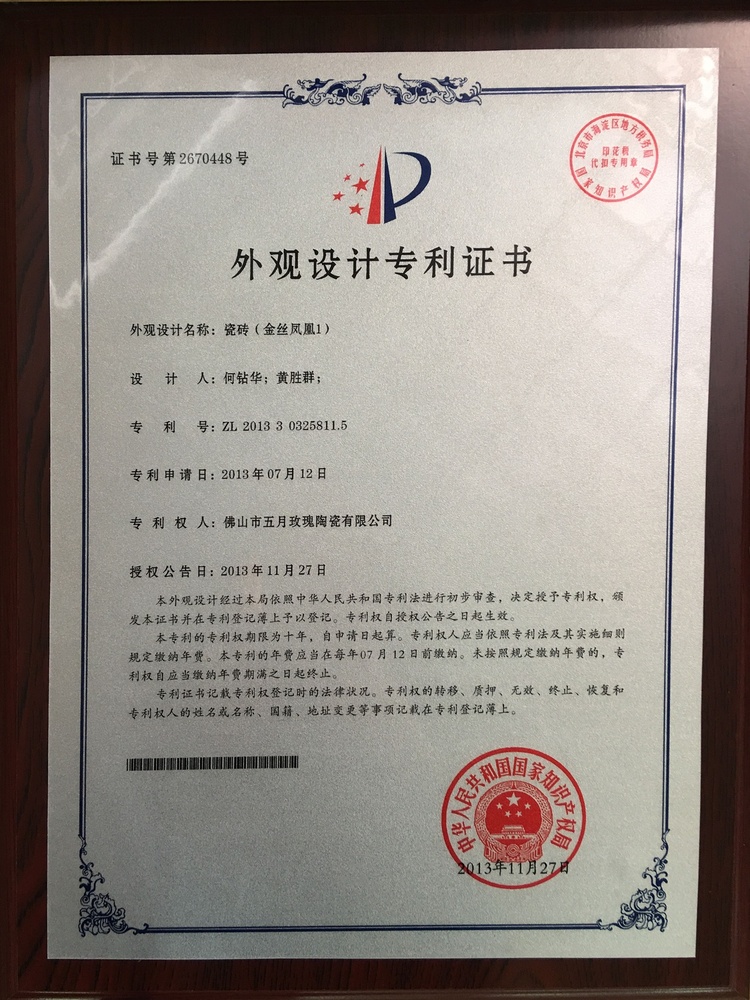 证书号第2670448号
北京市海淀区地方税务局
印花税
代扣专用章
国家知识产权局
外观设计专利证书
外观设计名称：瓷砖（金丝凤凰1）
设计人：何钻华；黄胜群；
专利号：ZL 2013 3 0325811.5
专利申请日：2013年07月12日
专利权人：佛山市五月玫瑰陶瓷有限公司
授权公告日：2013年11月27日
本外观设计经过本局依照中华人民共和国专利法进行初步审查，决定授予专利权，颁
发本证书并在专利登记簿上予以登记。专利权自授权公告之日起生效。
本专利的专利权期限为十年，自申请日起算。专利权人应当依照专利法及其实施细则
规定缴纳年费。本专利的年费应当在每年07月12日前缴纳。未按照规定缴纳年费的，专
利权自应当缴纳年费期满之日起终止。
专利证书记载专利权登记时的法律状况。专利权的转移、质押、无效、终止、恢复和
专利权人的姓名或名称、国籍、地址变更等事项记载在专利登记簿上。
中华人民共和国国家知识产权局
2013年11月27日